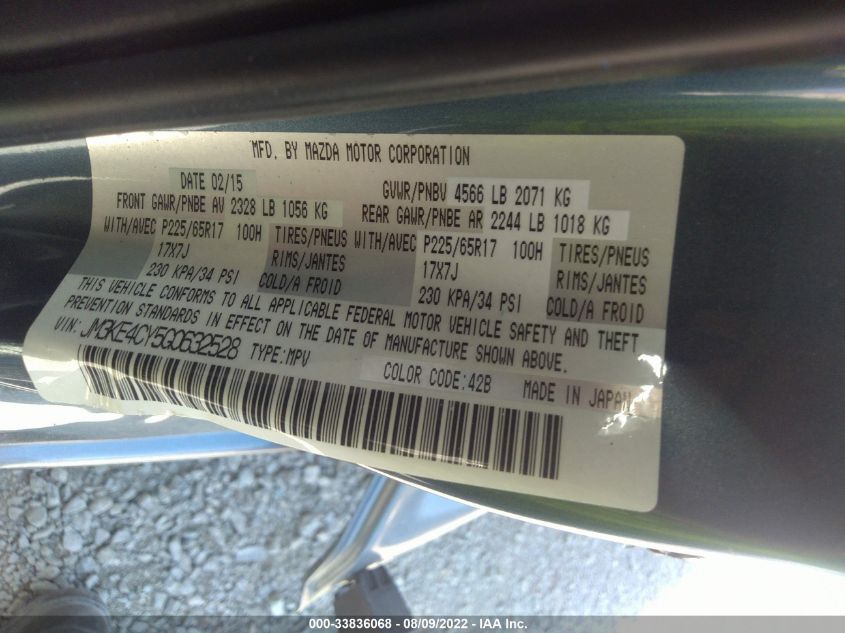 MFD. BY MAZDA MOTOR CORPORATION
DATE 02/15 GVWR/PNBV 4566 LB 2071 KG
FRONT GAWR/PNBE AV 2328 LB 1056 KG REAR GAWR/PNBE AR 2244 LB 1018 KG
WITH/AVEC P225/65R17 100H TIRES/PNEUS WITH/AVEC P225/65R17 100H TIRES/PNEUS
17X7J RIMS/JANTES 17X7J RIMS/JANTES
230 KPA/34 PSI COLD/A FROID 230 KPA/34 PSI COLD/A FROID
THIS VEHICLE CONFORMS TO ALL APPLICABLE FEDERAL MOTOR VEHICLE SAFETY AND THEFT
PREVENTION STANDARDS IN EFFECT ON THE DATE OF MANUFACTURE SHOWN ABOVE.
VIN: JM3KE4CY5G0632528 TYPE:MPV
COLOR CODE:42B MADE IN JAPAN
000-33836068 - 08/09/2022 - IAA Inc.